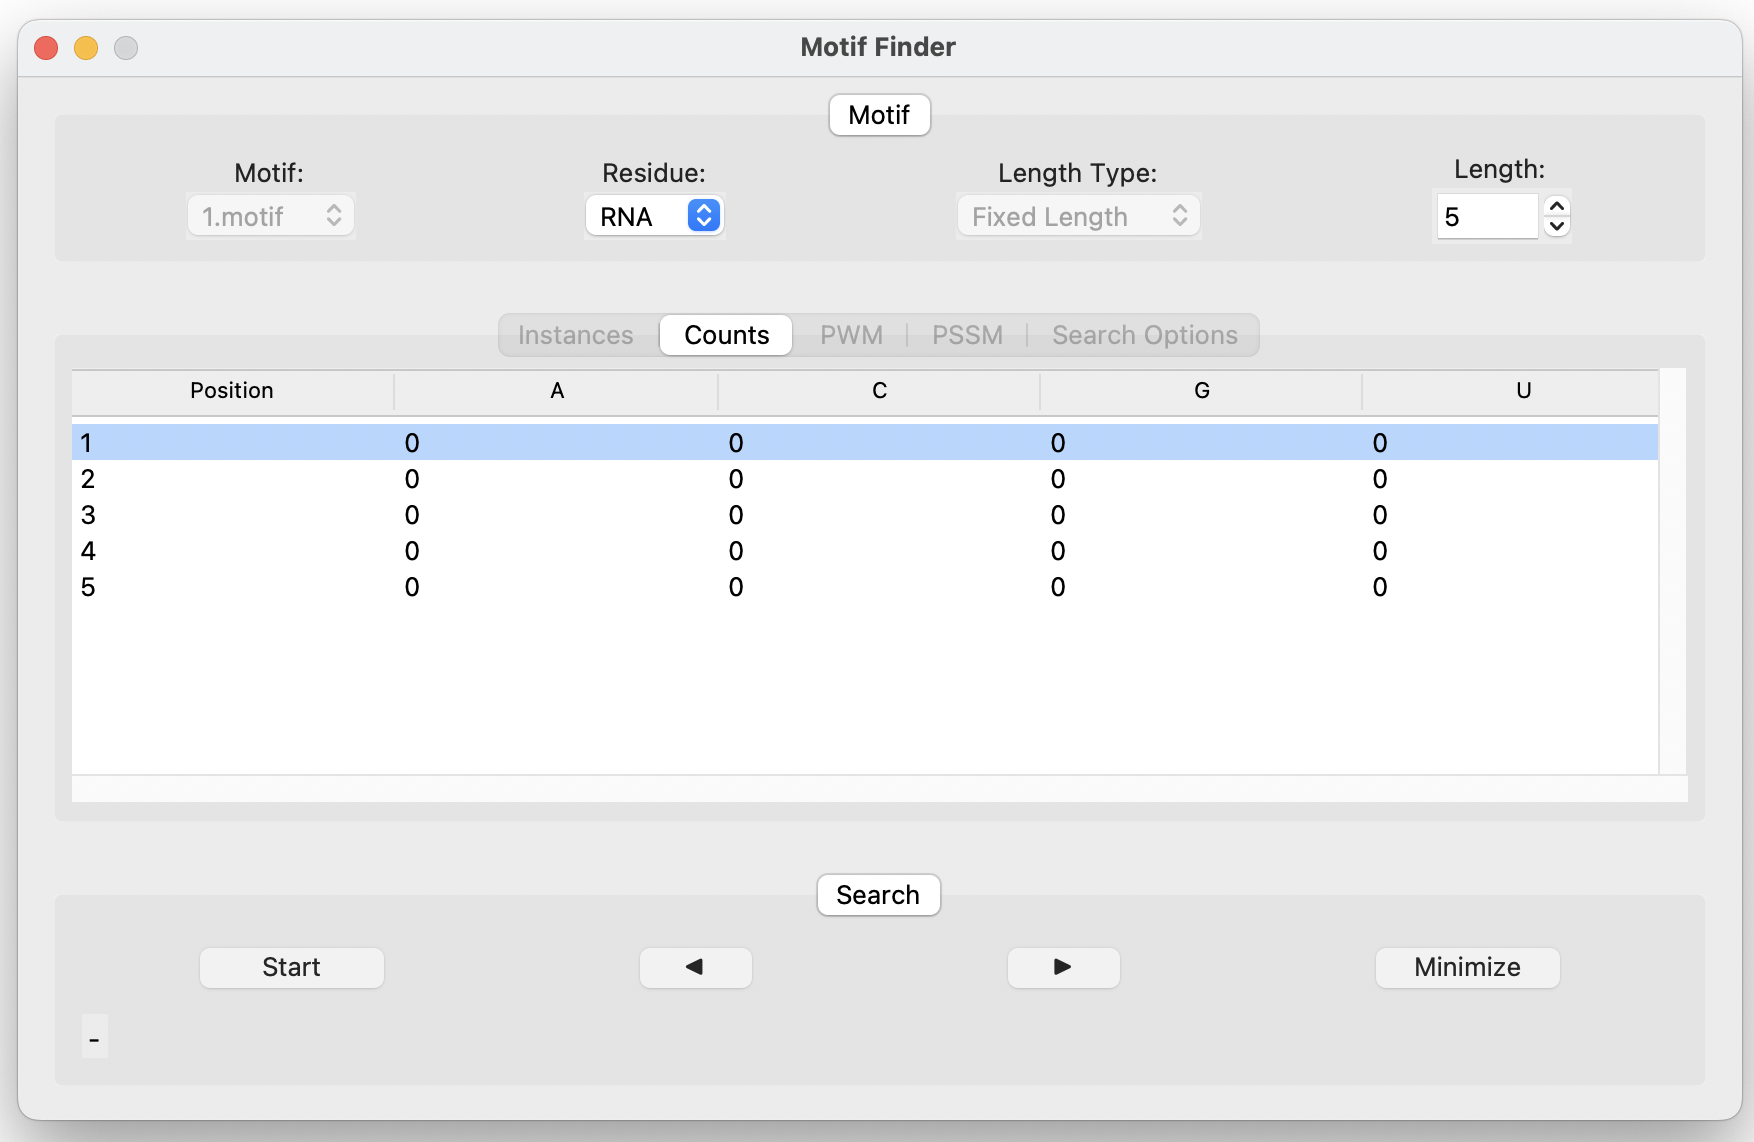 Motif Finder
Motif
Motif: Residue: Length Type: Length:
1.motif RNA Fixed Length 5
Instances Counts PWM PSSM Search Options
Position A C G U
1 0 0 0 0
2 0 0 0 0
3 0 0 0 0
4 0 0 0 0
5 0 0 0 0
Search
Start ◀ ▶ Minimize
-